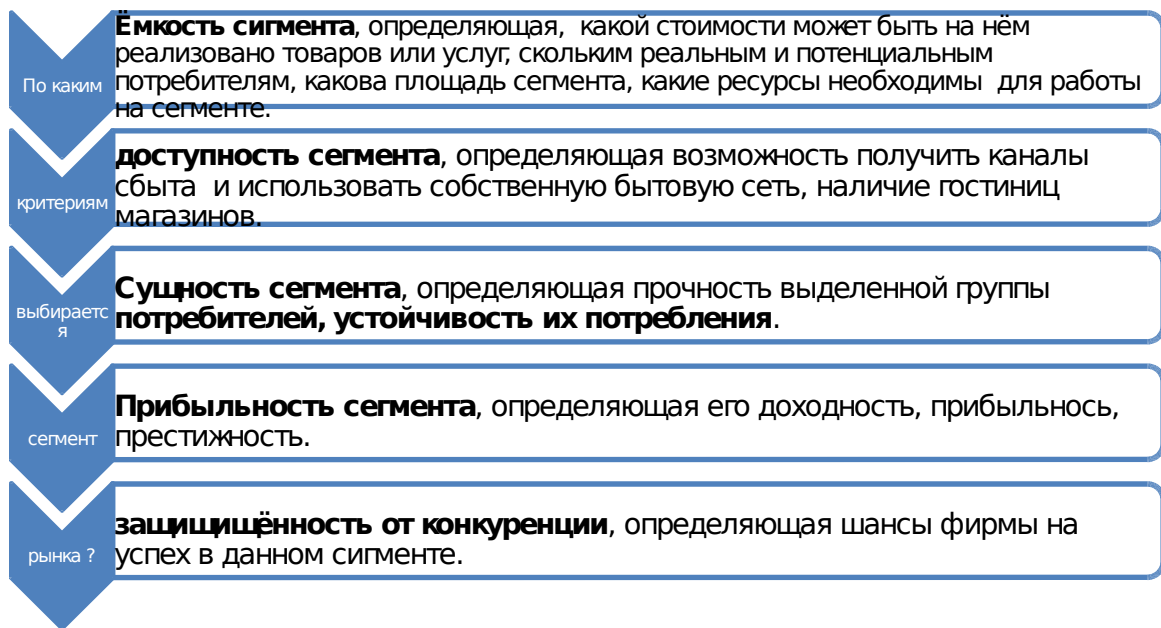 По каким
Ёмкость сигмента, определяющая, какой стоимости может быть на нём
реализовано товаров или услуг, скольким реальным и потенциальным
потребителям, какова площадь сегмента, какие ресурсы необходимы для работы
на сегменте.
критериям
доступность сегмента, определяющая возможность получить каналы
сбыта и использовать собственную бытовую сеть, наличие гостиниц
магазинов.
выбираетс
я
Сущность сегмента, определяющая прочность выделенной группы
потребителей, устойчивость их потребления.
сегмент
Прибыльность сегмента, определяющая его доходность, прибыльнось,
престижность.
рынка ?
защищищённость от конкуренции, определяющая шансы фирмы на
успех в данном сигменте.